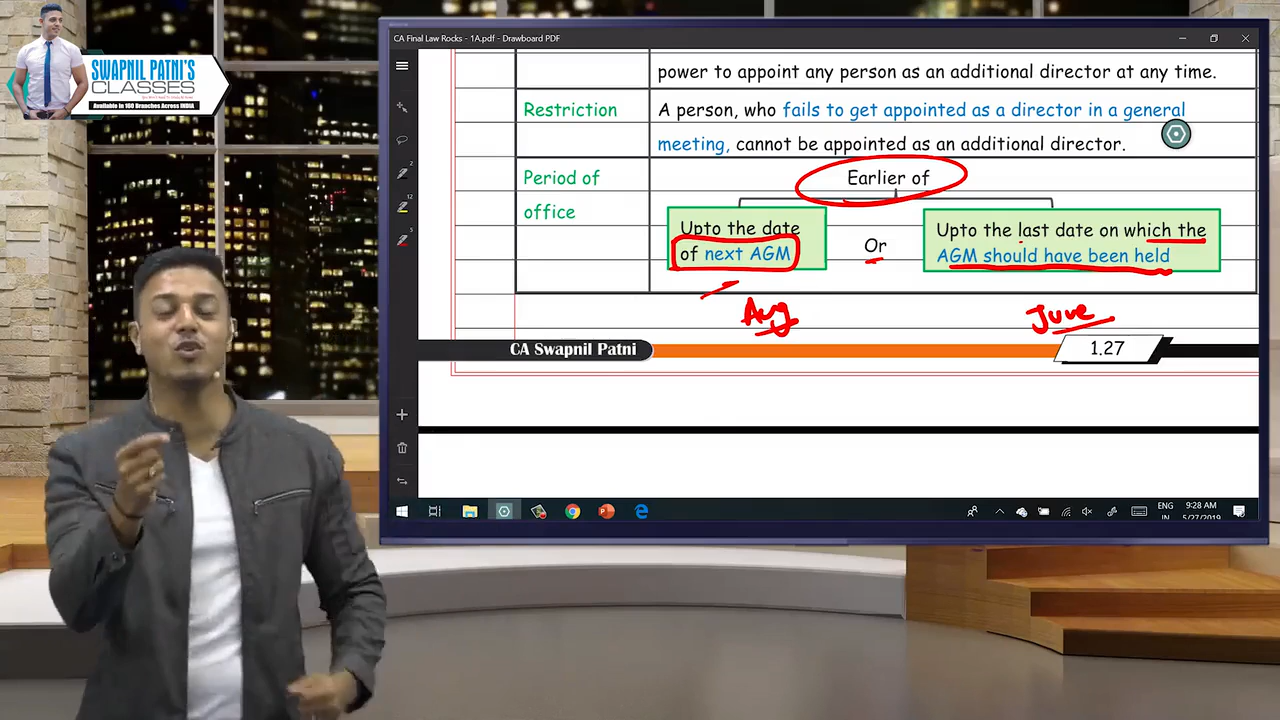 SWAPNIL PATNI'S
CLASSES
Available in 160 Branches Across INDIA
CA Final Law Rocks - 1A.pdf - Drawboard PDF
power to appoint any person as an additional director at any time.
Restriction
A person, who fails to get appointed as a director in a general
meeting, cannot be appointed as an additional director.
Period of
office
Earlier of
Upto the date
of next AGM
Or
Upto the last date on which the
AGM should have been held
Aug
June
CA Swapnil Patni
1.27
ENG
IN
9:28 AM
5/27/2019